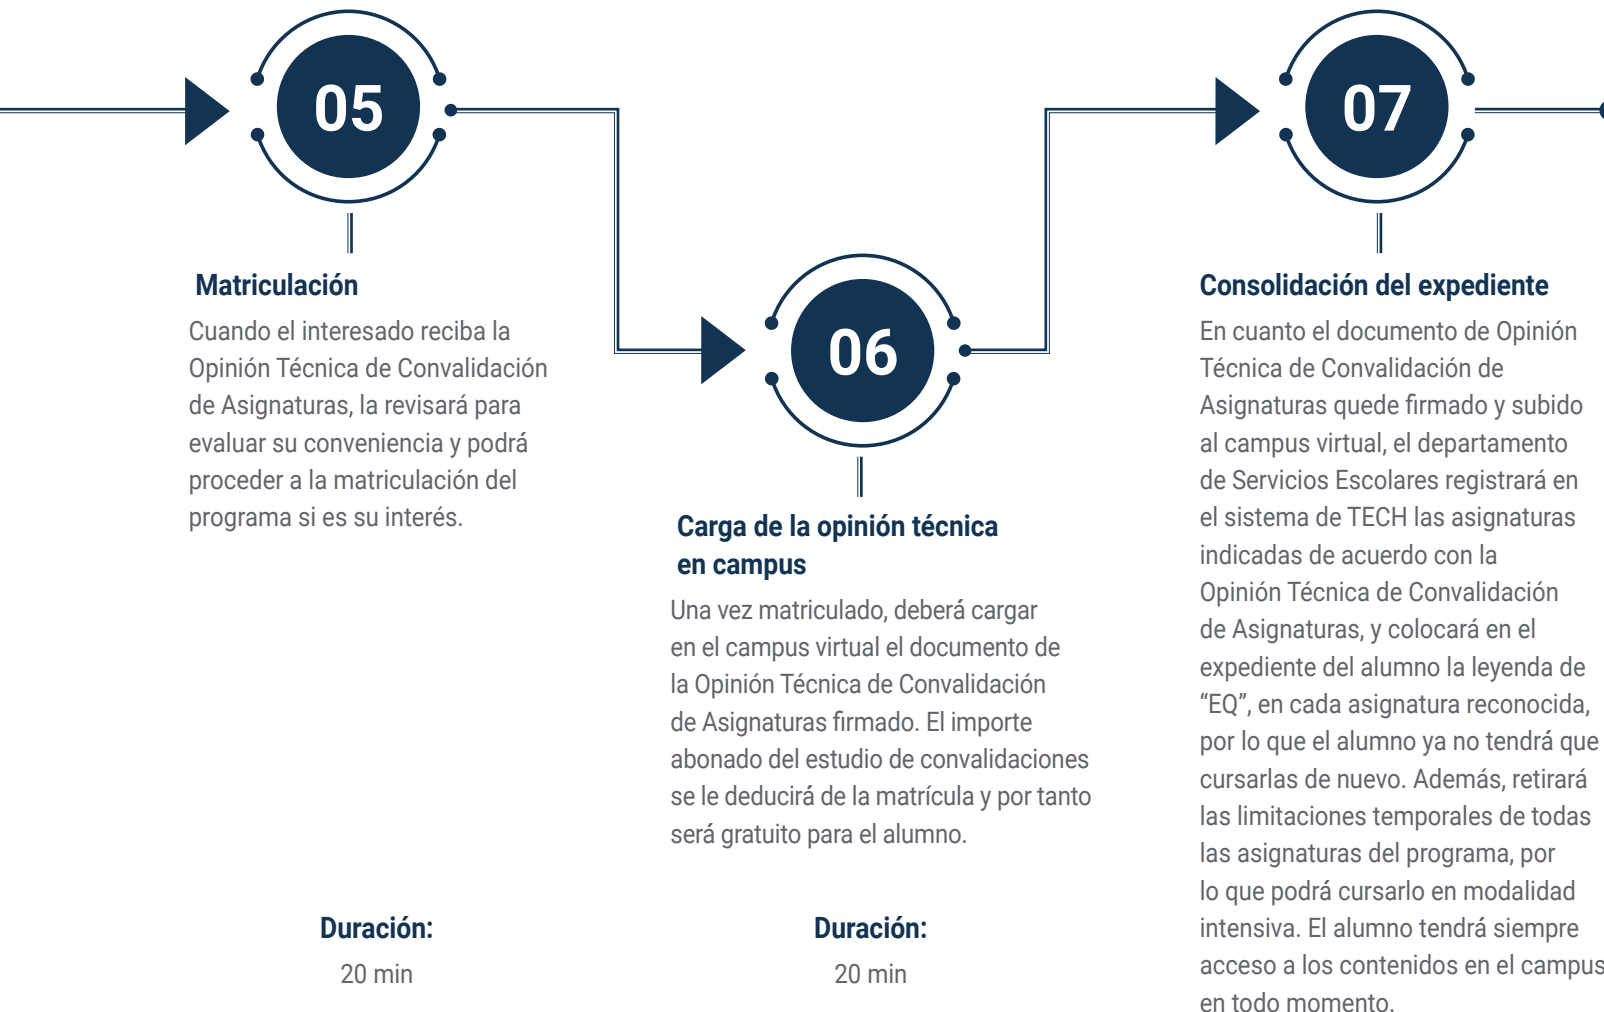 05
Matriculación
Cuando el interesado reciba la
Opinión Técnica de Convalidación
de Asignaturas, la revisará para
evaluar su conveniencia y podrá
proceder a la matriculación del
programa si es su interés.
Duración:
20 min
06
Carga de la opinión técnica
en campus
Una vez matriculado, deberá cargar
en el campus virtual el documento de
la Opinión Técnica de Convalidación
de Asignaturas firmado. El importe
abonado del estudio de convalidaciones
se le deducirá de la matrícula y por tanto
será gratuito para el alumno.
Duración:
20 min
07
Consolidación del expediente
En cuanto el documento de Opinión
Técnica de Convalidación de
Asignaturas quede firmado y subido
al campus virtual, el departamento
de Servicios Escolares registrará en
el sistema de TECH las asignaturas
indicadas de acuerdo con la
Opinión Técnica de Convalidación
de Asignaturas, y colocará en el
expediente del alumno la leyenda de
“EQ”, en cada asignatura reconocida,
por lo que el alumno ya no tendrá que
cursarlas de nuevo. Además, retirará
las limitaciones temporales de todas
las asignaturas del programa, por
lo que podrá cursarlo en modalidad
intensiva. El alumno tendrá siempre
acceso a los contenidos en el campus
en todo momento.